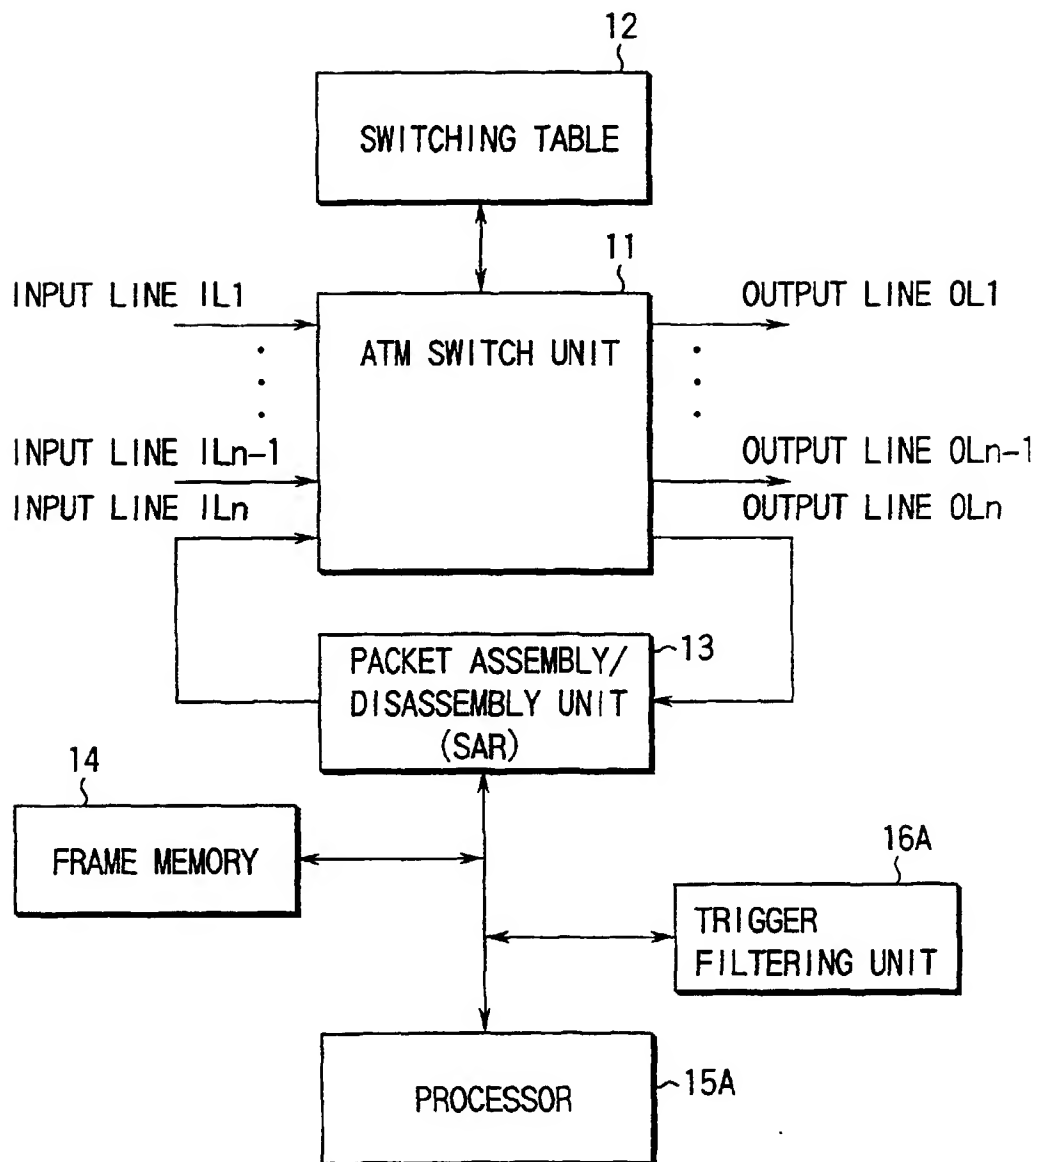 12
SWITCHING TABLE
11
INPUT LINE IL1
OUTPUT LINE OL1
ATM SWITCH UNIT
INPUT LINE ILn-1
OUTPUT LINE OLn-1
INPUT LINE ILn
OUTPUT LINE OLn
13
PACKET ASSEMBLY/
DISASSEMBLY UNIT
(SAR)
14
FRAME MEMORY
16A
TRIGGER
FILTERING UNIT
PROCESSOR
15A